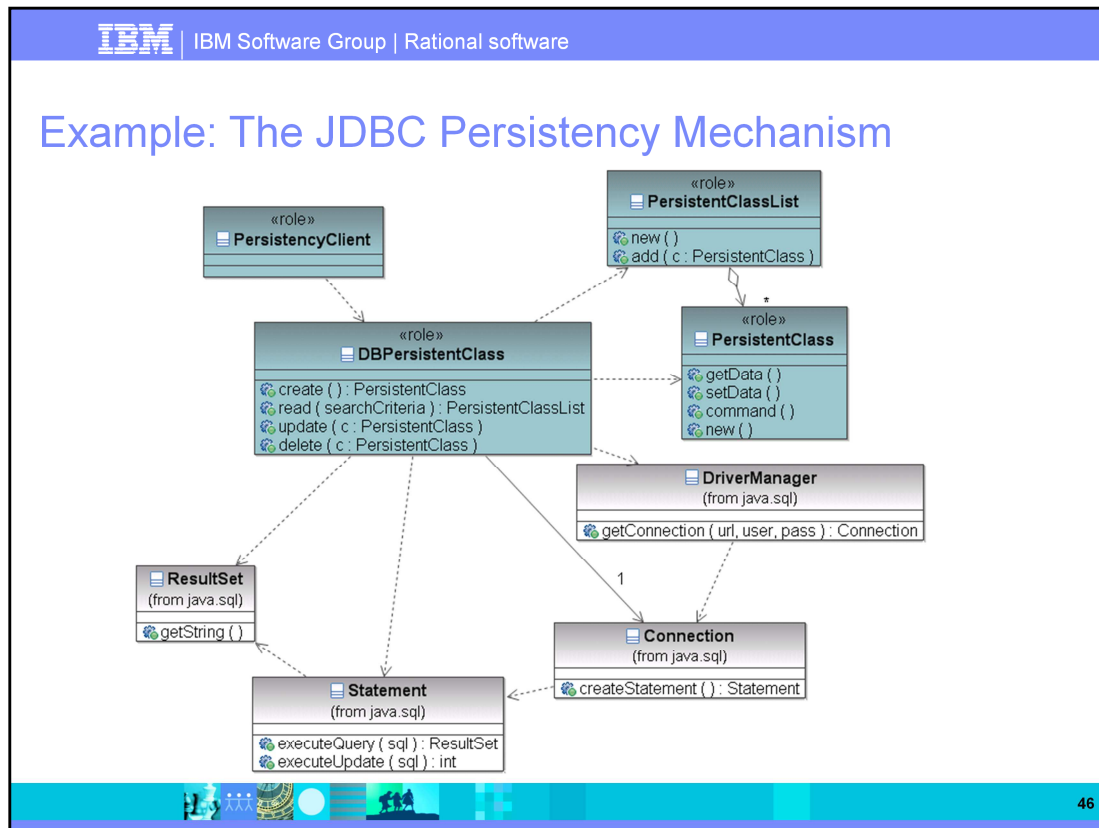 IBM | IBM Software Group | Rational software
Example: The JDBC Persistency Mechanism
«role»
PersistentClassList
new ( )
add ( c : PersistentClass )
«role»
PersistencyClient
*
«role»
PersistentClass
getData ( )
setData ( )
command ( )
new ( )
«role»
DBPersistentClass
create ( ) : PersistentClass
read ( searchCriteria ) : PersistentClassList
update ( c : PersistentClass )
delete ( c : PersistentClass )
DriverManager
(from java.sql)
getConnection ( url, user, pass ) : Connection
1
ResultSet
(from java.sql)
getString ( )
Connection
(from java.sql)
createStatement ( ) : Statement
Statement
(from java.sql)
executeQuery ( sql ) : ResultSet
executeUpdate ( sql ) : int
46